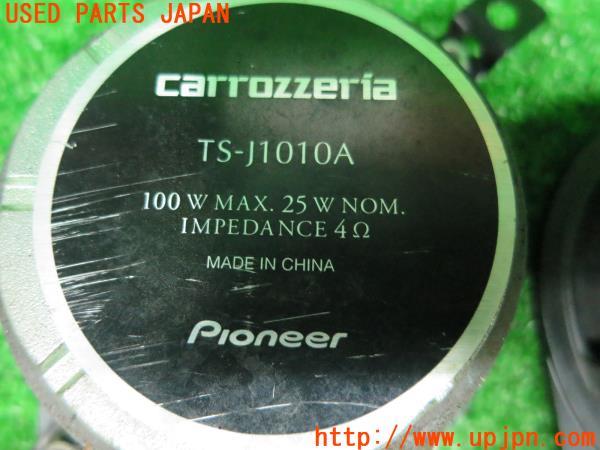 USED PARTS JAPAN
carrozzeria
TS-J1010A
100 W MAX. 25 W NOM.
IMPEDANCE 4 Ω
MADE IN CHINA
Pioneer
http://www.upjpn.com